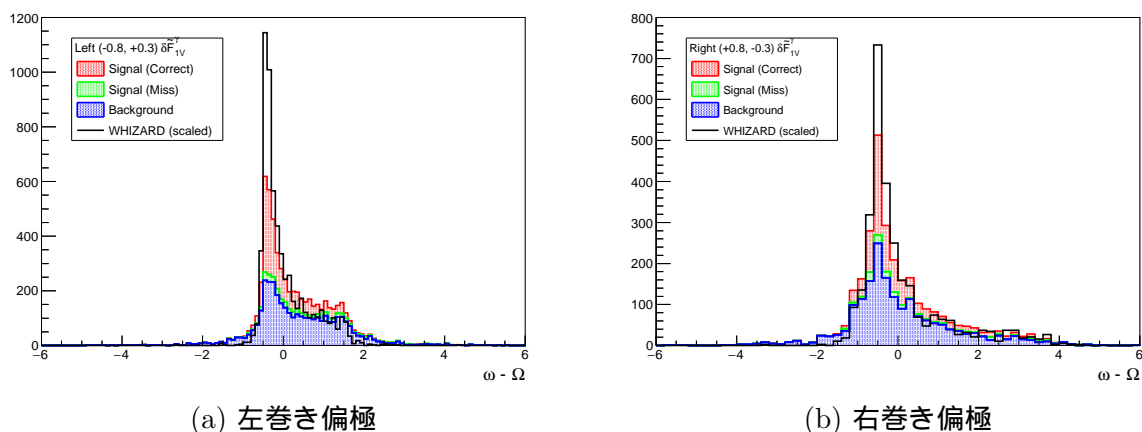 1200
1000
800
600
400
200
0
−6
−4
−2
0
2
4
6
ω - Ω
Left (-0.8, +0.3) δF̃₁ᵥ^γ
Signal (Correct)
Signal (Miss)
Background
WHIZARD (scaled)
(a) 左巻き偏極
800
700
600
500
400
300
200
100
0
−6
−4
−2
0
2
4
6
ω - Ω
Right (+0.8, -0.3) δF̃₁ᵥ^γ
Signal (Correct)
Signal (Miss)
Background
WHIZARD (scaled)
(b) 右巻き偏極